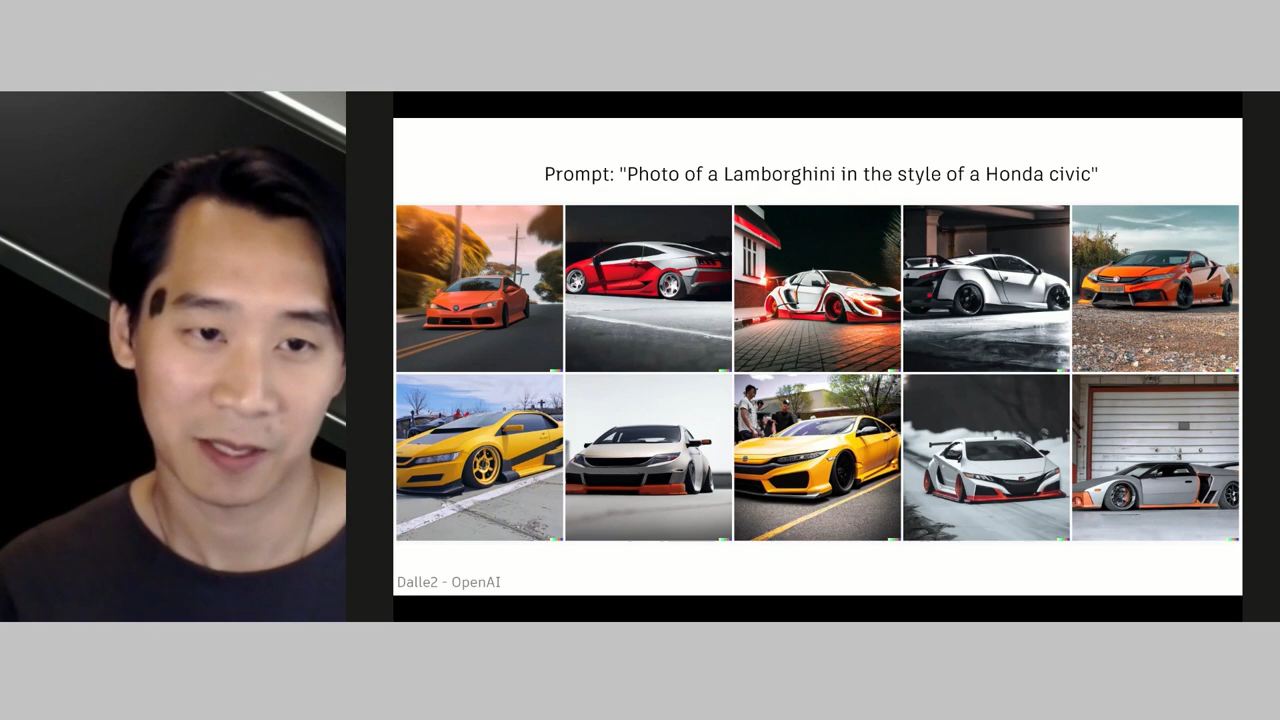 Prompt: "Photo of a Lamborghini in the style of a Honda civic"
Dalle2 - OpenAI